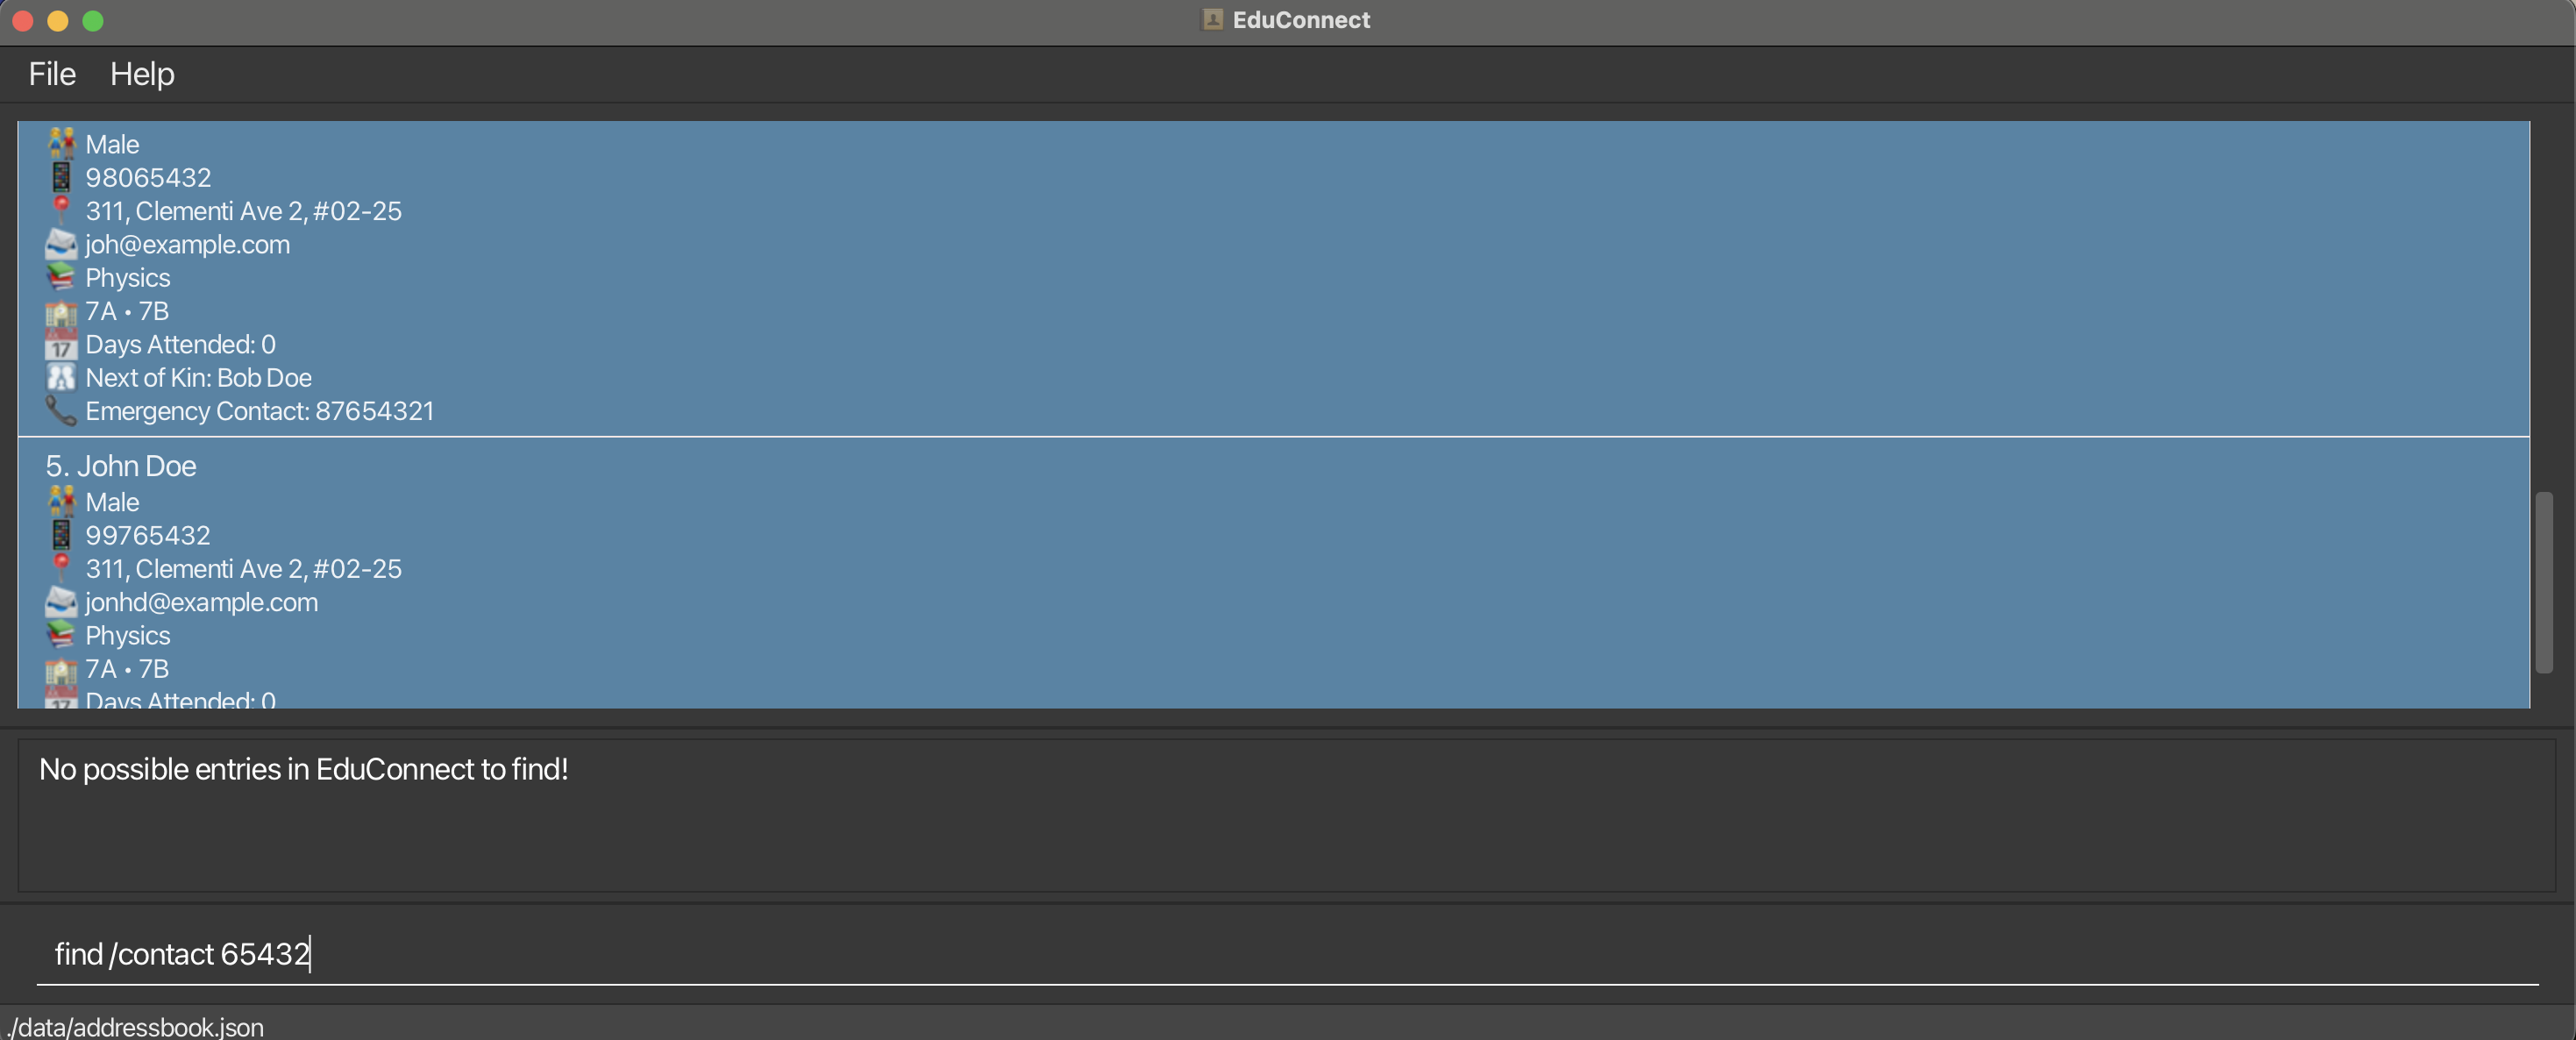 EduConnect
File Help
Male
98065432
311, Clementi Ave 2, #02-25
joh@example.com
Physics
7A • 7B
17 Days Attended: 0
Next of Kin: Bob Doe
Emergency Contact: 87654321
5. John Doe
Male
99765432
311, Clementi Ave 2, #02-25
jonhd@example.com
Physics
7A • 7B
17 Days Attended: 0
No possible entries in EduConnect to find!
find /contact 65432
./data/addressbook.json